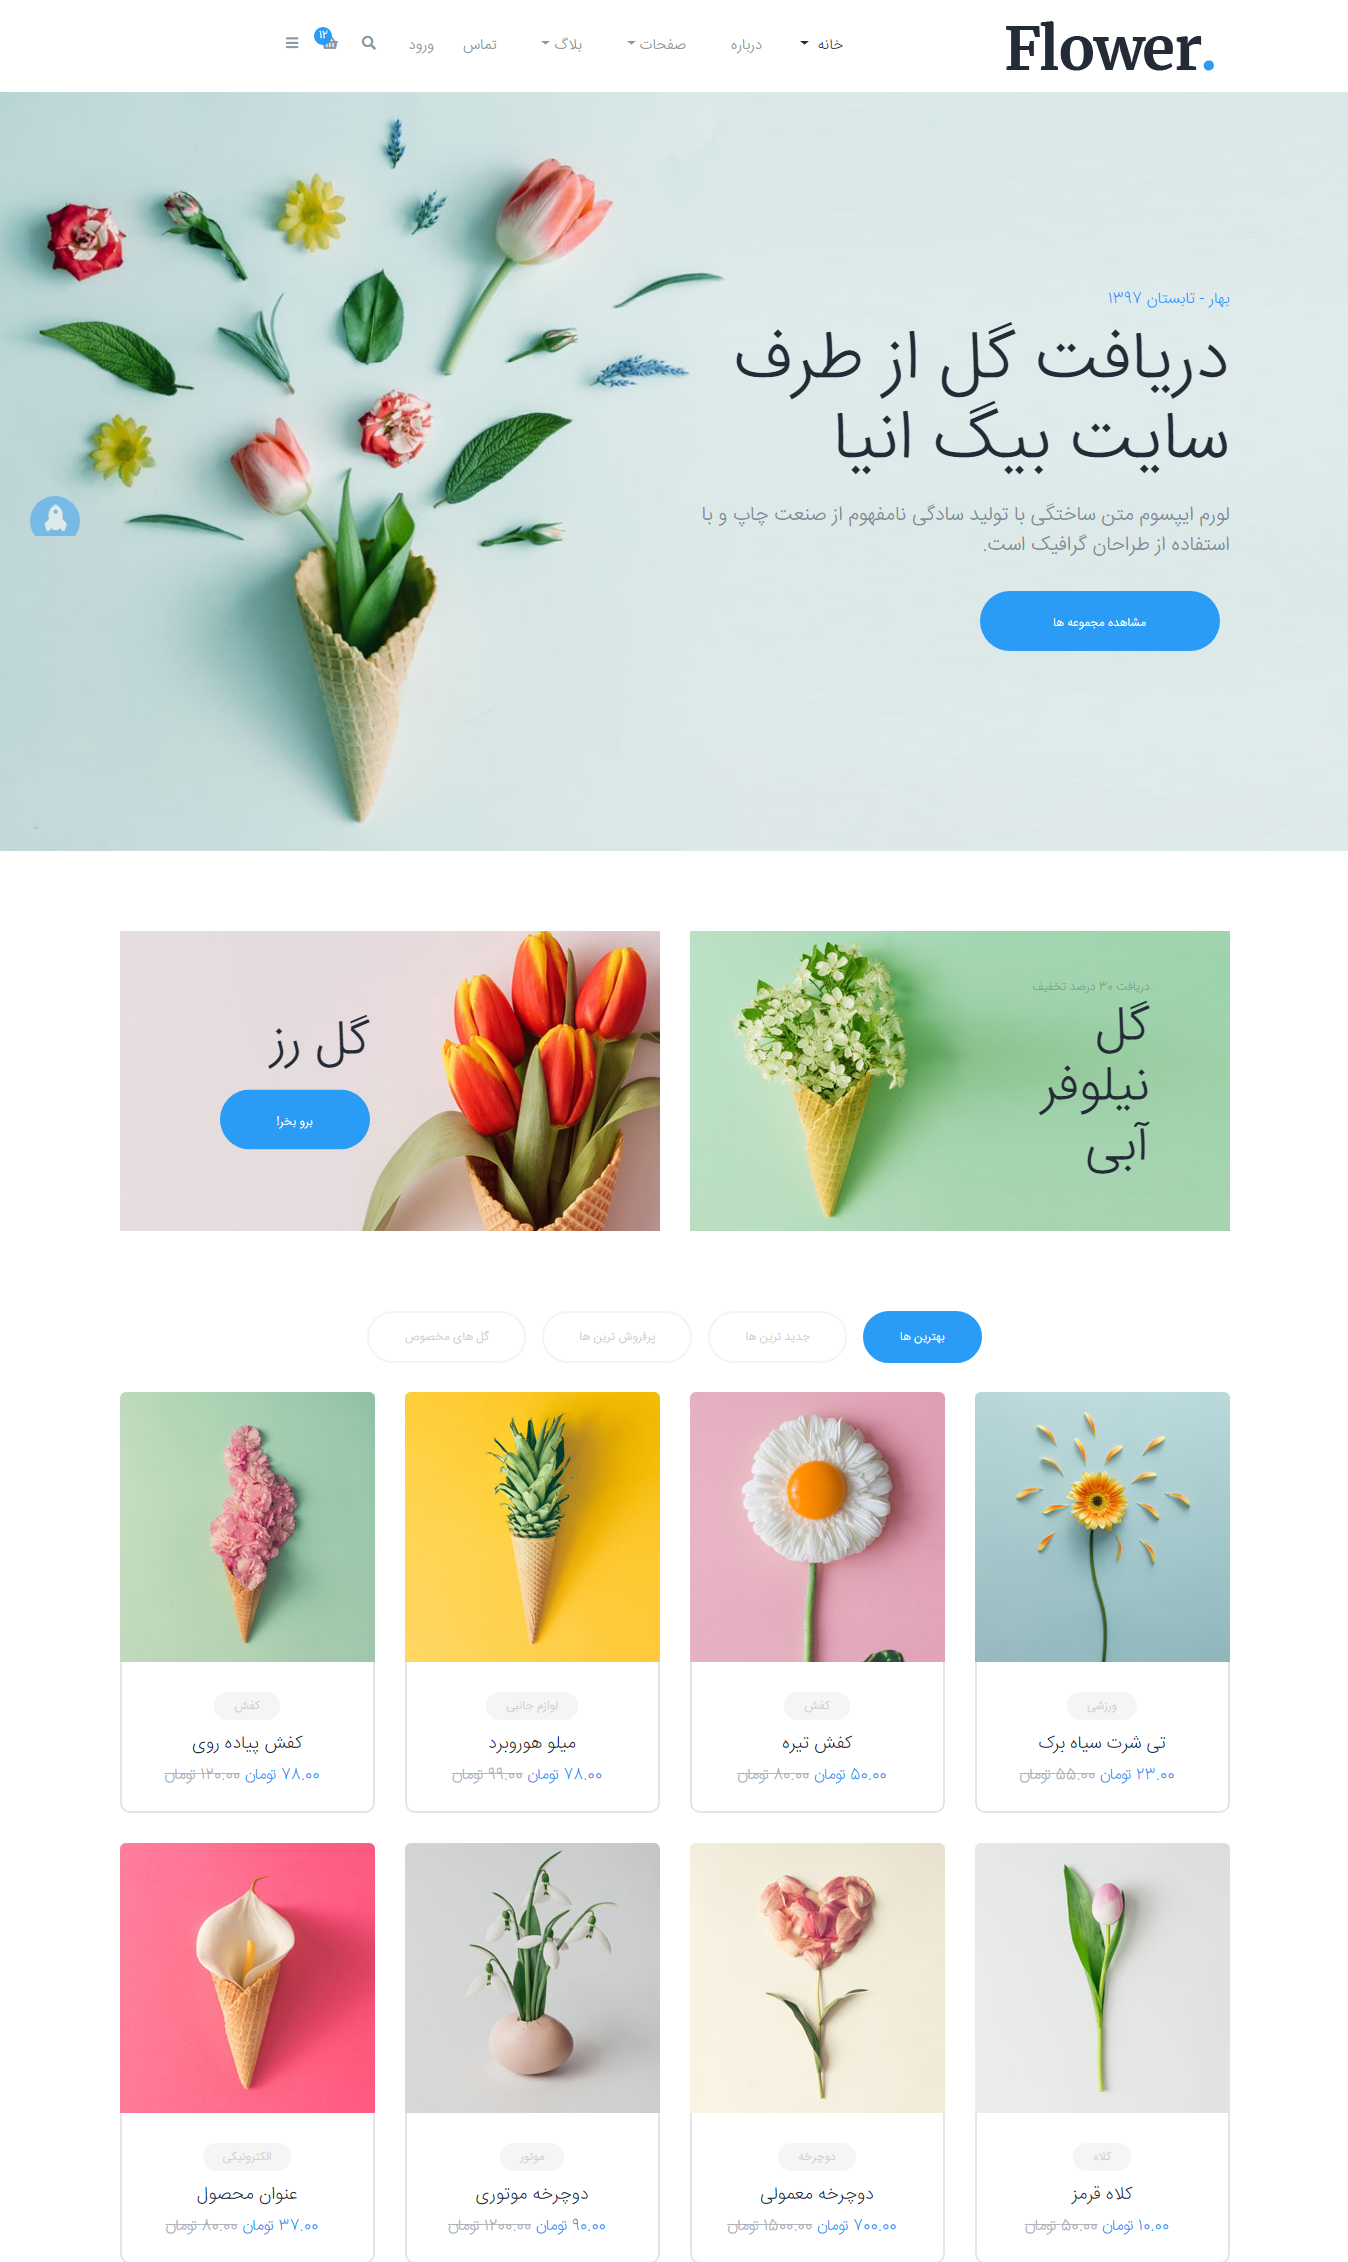 Flower.
خانه
درباره
صفحات
بلاگ
تماس
ورود
۱۲
بهار - تابستان ۱۳۹۷
دریافت گل از طرف
سایت بیگ انیا
لورم ایپسوم متن ساختگی با تولید سادگی نامفهوم از صنعت چاپ و با
استفاده از طراحان گرافیک است.
مشاهده مجموعه ها
دریافت ۳۰ درصد تخفیف
گل
نیلوفر
آبی
گل رز
برو بخر!
بهترین ها
جدید ترین ها
پرفروش ترین ها
گل های مخصوص
ورزشی
تی شرت سیاه برک
۲۳.۰۰ تومان ۵۵.۰۰ تومان
کفش
کفش تیره
۵۰.۰۰ تومان ۸۰.۰۰ تومان
لوازم جانبی
میلو هوروبرد
۷۸.۰۰ تومان ۹۹.۰۰ تومان
کفش
کفش پیاده روی
۷۸.۰۰ تومان ۱۲۰.۰۰ تومان
کلاه
کلاه قرمز
۱۰.۰۰ تومان ۵۰.۰۰ تومان
دوچرخه
دوچرخه معمولی
۷۰۰.۰۰ تومان ۱۵۰۰.۰۰ تومان
موتور
دوچرخه موتوری
۹۰.۰۰ تومان ۱۲۰۰.۰۰ تومان
الکترونیکی
عنوان محصول
۳۷.۰۰ تومان ۸۰.۰۰ تومان